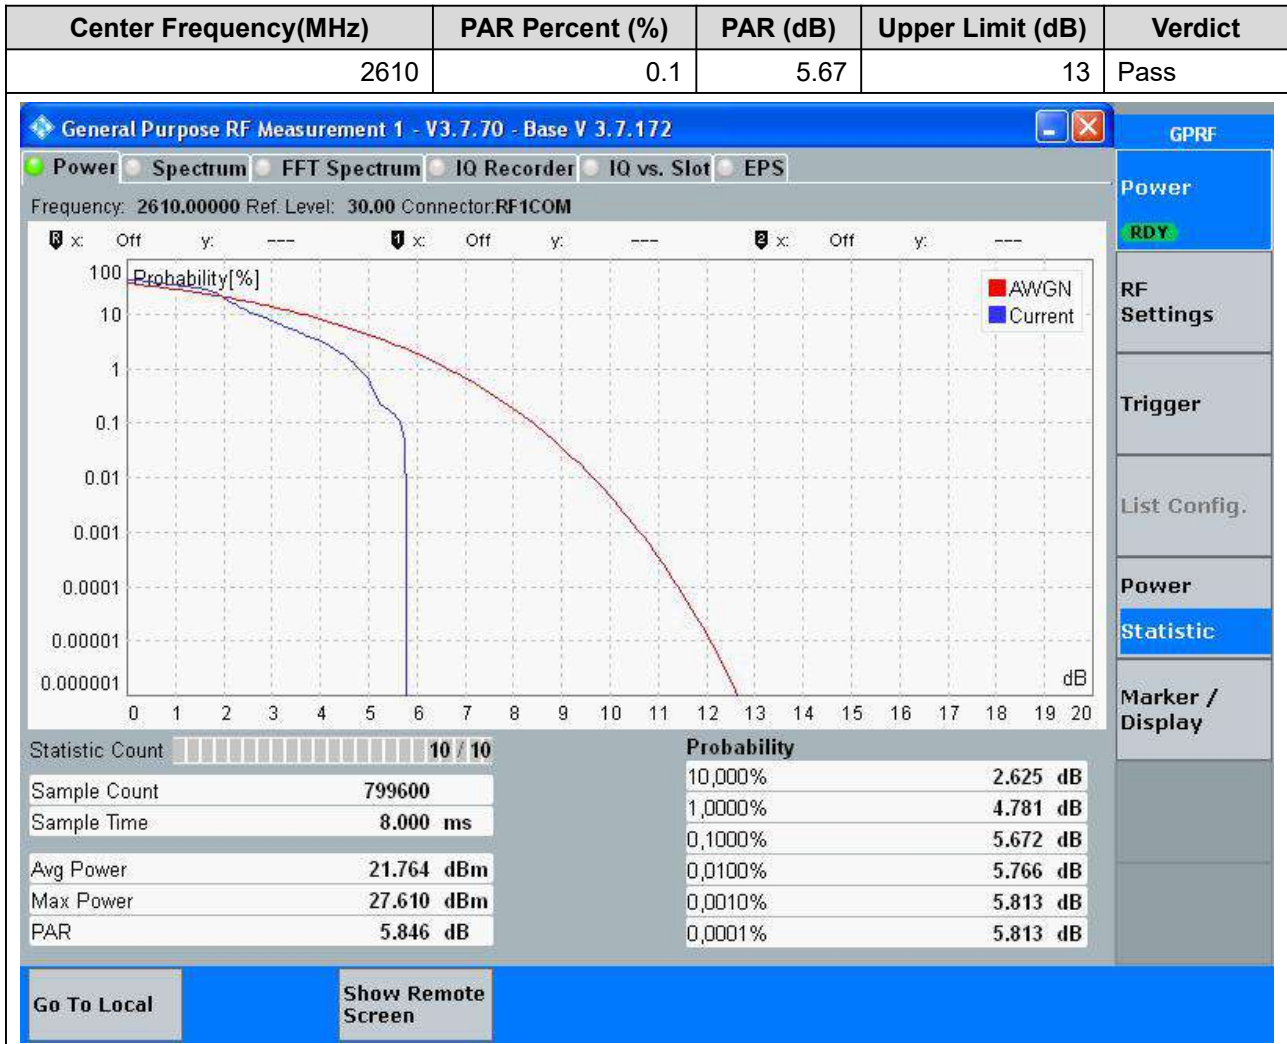 Center Frequency(MHz) PAR Percent (%) PAR (dB) Upper Limit (dB) Verdict
2610 0.1 5.67 13 Pass
General Purpose RF Measurement 1 - V3.7.70 - Base V 3.7.172
GPRF
Power Spectrum FFT Spectrum IQ Recorder IQ vs. Slot EPS
Power
RDY
Frequency: 2610.00000 Ref. Level: 30.00 Connector:RF1COM
R x: Off y: --- 1 x: Off y: --- 2 x: Off y: ---
Probability[%]
AWGN
Current
100
10
1
0.1
0.01
0.001
0.0001
0.00001
0.000001
dB
0 1 2 3 4 5 6 7 8 9 10 11 12 13 14 15 16 17 18 19 20
RF
Settings
Trigger
List Config.
Power
Statistic
Marker /
Display
Statistic Count 10 / 10
Sample Count 799600
Sample Time 8.000 ms
Avg Power 21.764 dBm
Max Power 27.610 dBm
PAR 5.846 dB
Probability
10,000% 2.625 dB
1,0000% 4.781 dB
0,1000% 5.672 dB
0,0100% 5.766 dB
0,0010% 5.813 dB
0,0001% 5.813 dB
Go To Local
Show Remote
Screen